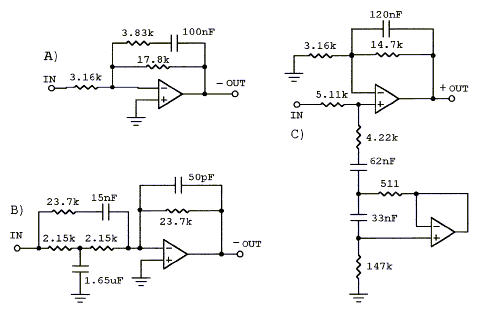 A)
3.83k
100nF
17.8k
IN
3.16k
−OUT
120nF
3.16k
14.7k
+OUT
5.11k
IN
C)
4.22k
62nF
511
33nF
147k
B)
50pF
23.7k
15nF
23.7k
IN
2.15k
2.15k
−OUT
1.65uF